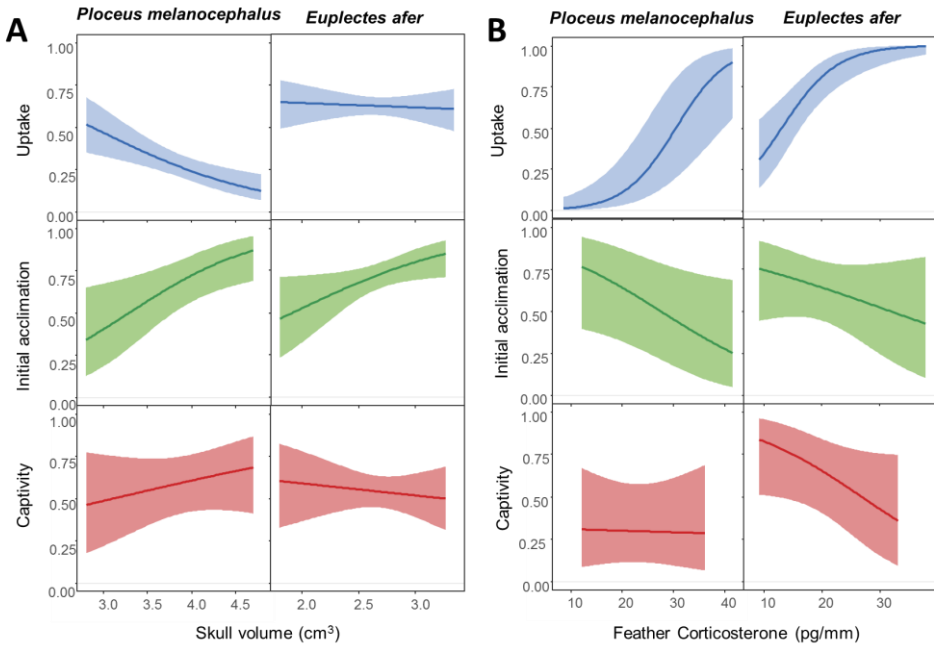 A
Ploceus melanocephalus
Euplectes afer
Uptake
1.00
0.75
0.50
0.25
0.00
Initial acclimation
1.00
0.75
0.50
0.25
0.00
Captivity
1.00
0.75
0.50
0.25
0.00
3.0 3.5 4.0 4.5 2.0 2.5 3.0
Skull volume (cm³)
B
Ploceus melanocephalus
Euplectes afer
Uptake
1.00
0.75
0.50
0.25
0.00
Initial acclimation
1.00
0.75
0.50
0.25
0.00
Captivity
1.00
0.75
0.50
0.25
0.00
10 20 30 40 10 20 30
Feather Corticosterone (pg/mm)